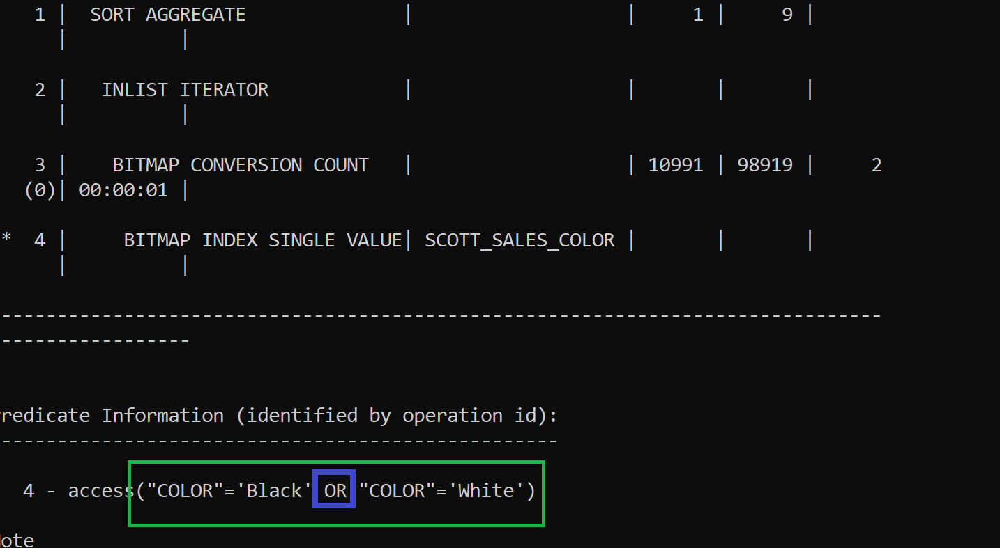 1 | SORT AGGREGATE | | 1 | 9 |
| |
2 | INLIST ITERATOR | | | |
| |
3 | BITMAP CONVERSION COUNT | | 10991 | 98919 | 2
(0)| 00:00:01 |
* 4 | BITMAP INDEX SINGLE VALUE| SCOTT_SALES_COLOR | | |
| |
-------------------------------------------------------------------------------
-----------------
redicate Information (identified by operation id):
--------------------------------------------------
4 - access("COLOR"='Black' OR "COLOR"='White')
ote